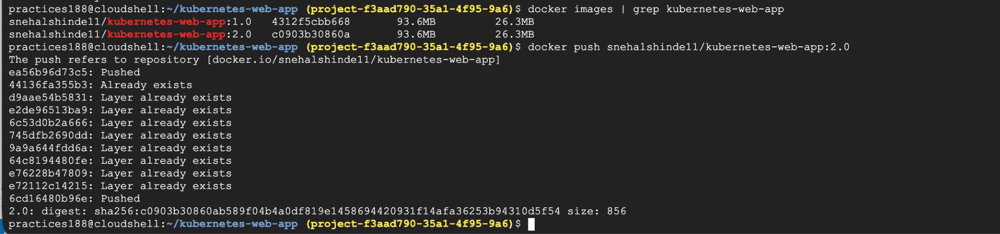 practices188@cloudshell:~/kubernetes-web-app (project-f3aad790-35a1-4f95-9a6)$ docker images | grep kubernetes-web-app
snehalshinde11/kubernetes-web-app:1.0   4312f5cbb668       93.6MB         26.3MB
snehalshinde11/kubernetes-web-app:2.0   c0903b30860a       93.6MB         26.3MB
practices188@cloudshell:~/kubernetes-web-app (project-f3aad790-35a1-4f95-9a6)$ docker push snehalshinde11/kubernetes-web-app:2.0
The push refers to repository [docker.io/snehalshinde11/kubernetes-web-app]
ea56b96d73c5: Pushed
44136fa355b3: Already exists
d9aae54b5831: Layer already exists
e2de96513ba9: Layer already exists
6c53d0b2a666: Layer already exists
745dfb2690dd: Layer already exists
9a9a644fdd6a: Layer already exists
64c8194480fe: Layer already exists
e76228b47809: Layer already exists
e72112c14215: Layer already exists
6cd16480b96e: Pushed
2.0: digest: sha256:c0903b30860ab589f04b4a0df819e1458694420931f14afa36253b94310d5f54 size: 856
practices188@cloudshell:~/kubernetes-web-app (project-f3aad790-35a1-4f95-9a6)$